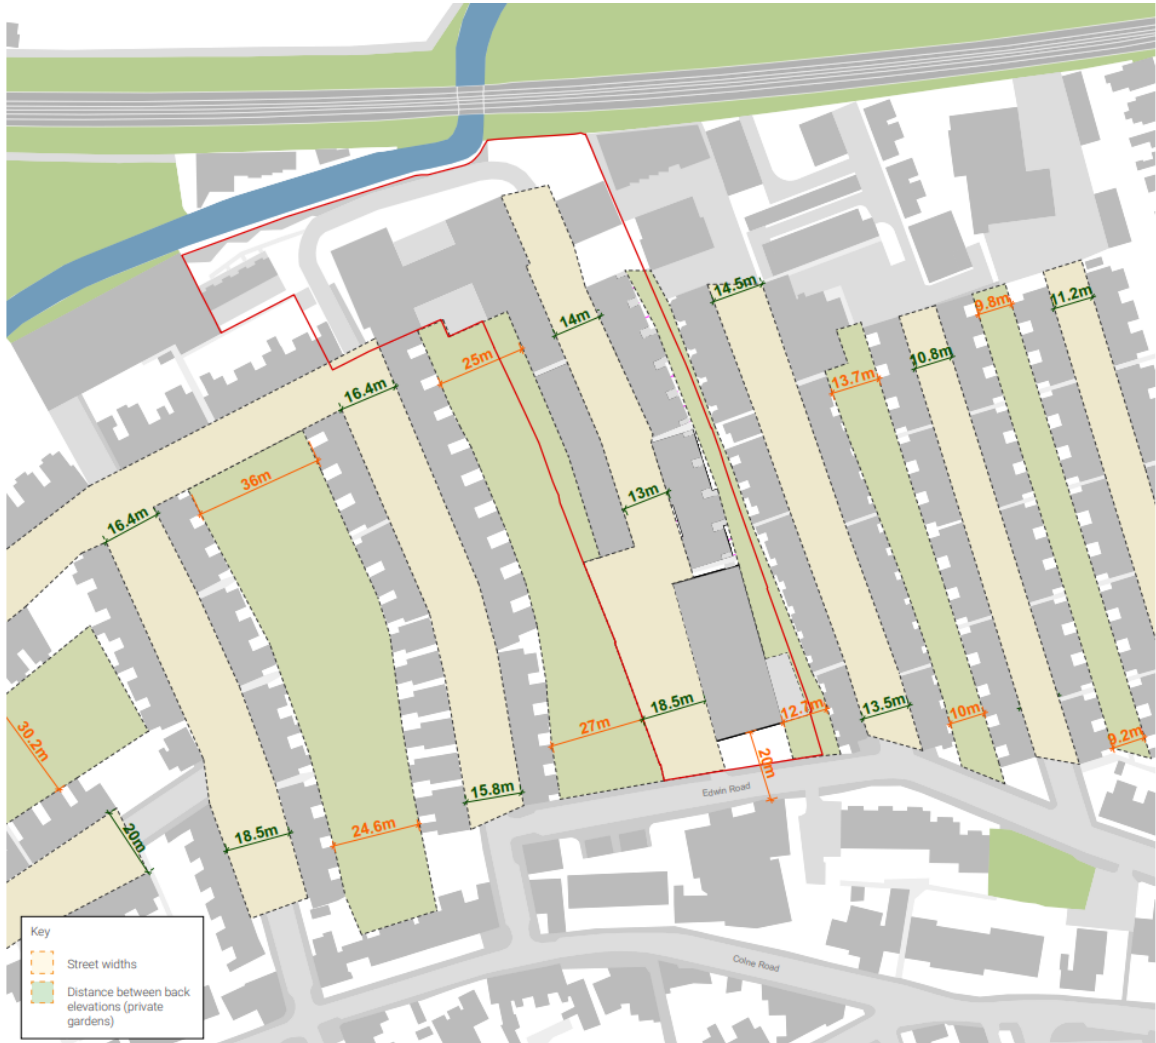 14.5m
9.8m
11.2m
14m
25m
10.8m
13.7m
16.4m
36m
13m
16.4m
18.5m
12.7m
13.5m
10m
27m
30.2m
9.2m
20m
15.8m
Edwin Road
24.6m
18.5m
20m
Key
Street widths
Distance between back
elevations (private
gardens)
Colne Road